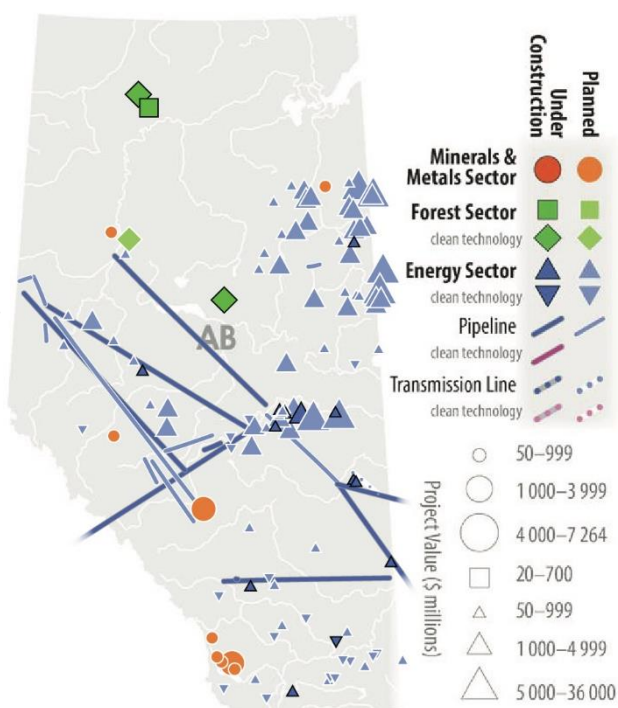 Under
Construction
Planned
Minerals &
Metals Sector
Forest Sector
clean technology
Energy Sector
clean technology
Pipeline
clean technology
Transmission Line
clean technology
AB
Project Value ($ millions)
50–999
1 000–3 999
4 000–7 264
20–700
50–999
1 000–4 999
5 000–36 000